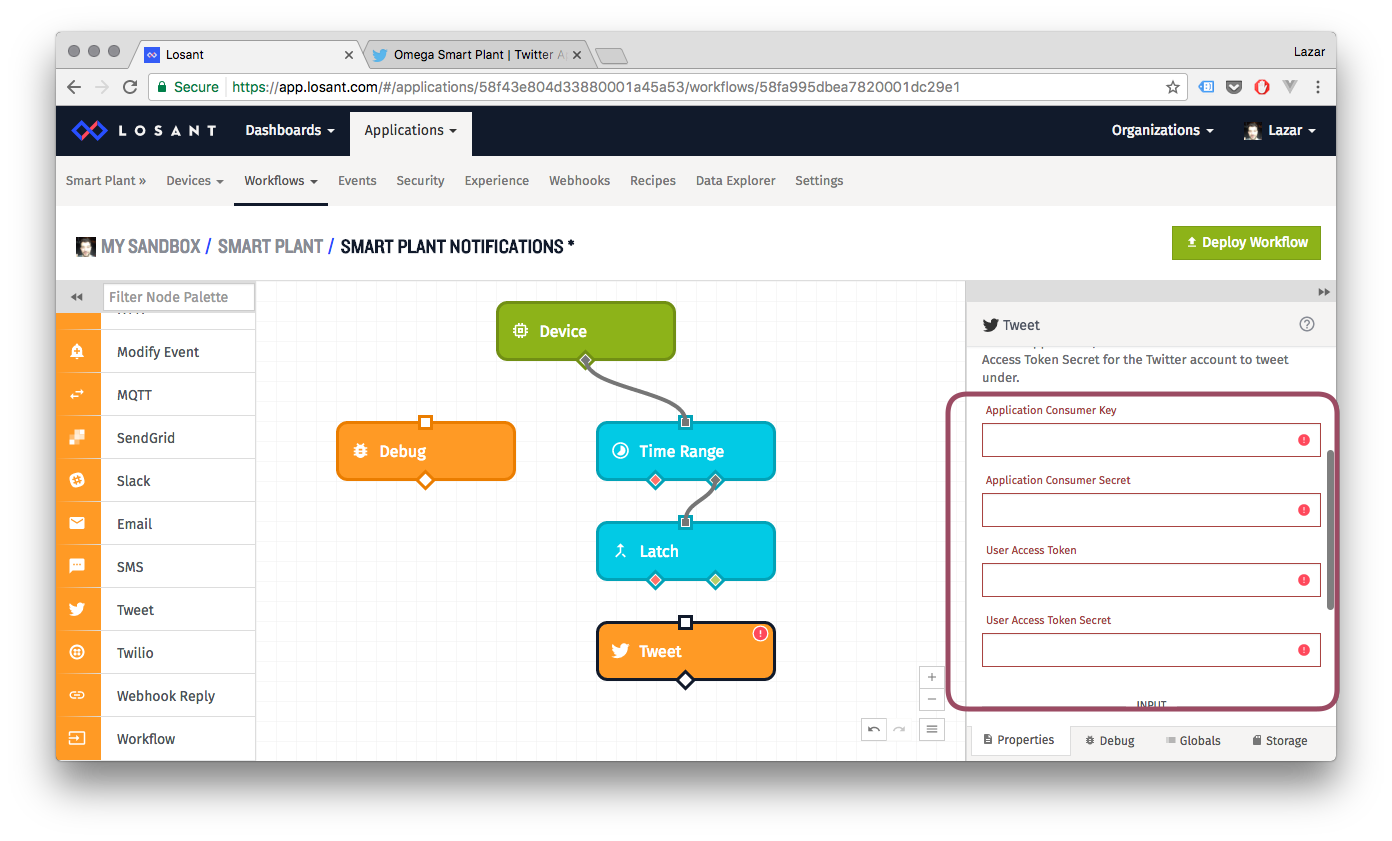 Losant
Omega Smart Plant | Twitter A
Lazar
Secure
https://app.losant.com/#/applications/58f43e804d33880001a45a53/workflows/58fa995dbea7820001dc29e1
LOSANT
Dashboards
Applications
Organizations
Lazar
Smart Plant »
Devices
Workflows
Events
Security
Experience
Webhooks
Recipes
Data Explorer
Settings
MY SANDBOX / SMART PLANT / SMART PLANT NOTIFICATIONS *
Deploy Workflow
Filter Node Palette
Modify Event
MQTT
SendGrid
Slack
Email
SMS
Tweet
Twilio
Webhook Reply
Workflow
Device
Debug
Time Range
Latch
Tweet
Tweet
Access Token Secret for the Twitter account to tweet
under.
Application Consumer Key
Application Consumer Secret
User Access Token
User Access Token Secret
INPUT
Properties
Debug
Globals
Storage